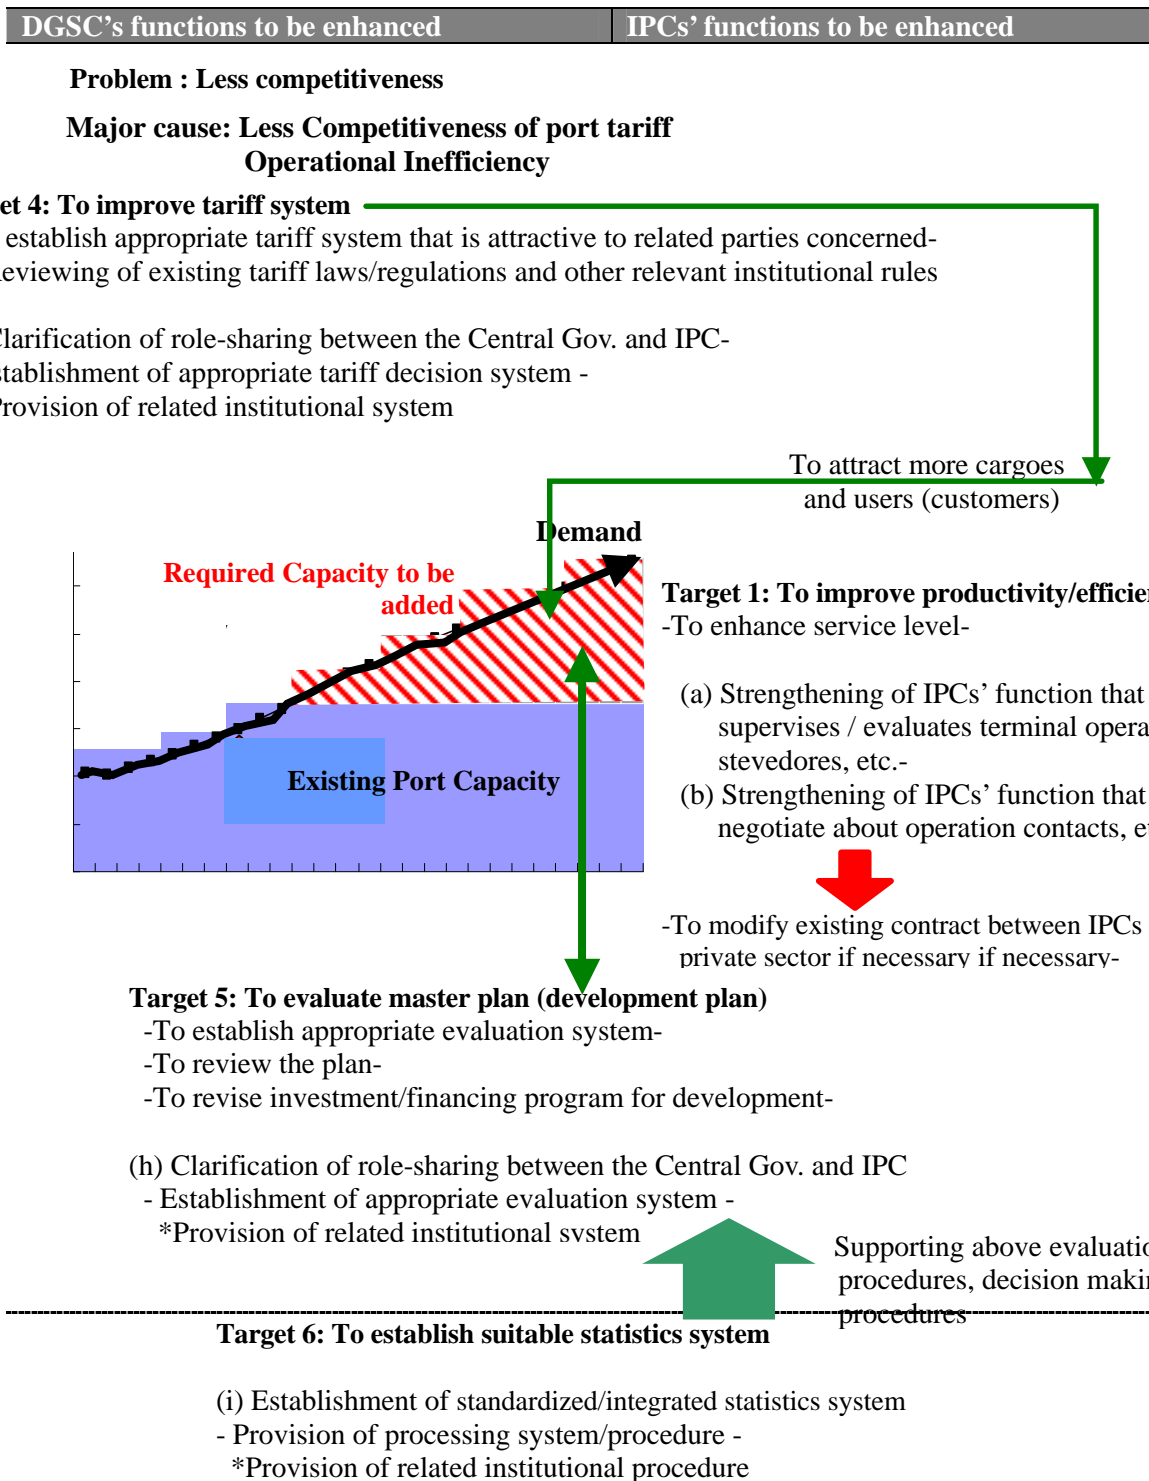 DGSC’s functions to be enhanced
IPCs’ functions to be enhanced
Problem : Less competitiveness
Major cause: Less Competitiveness of port tariff
Operational Inefficiency
et 4: To improve tariff system
establish appropriate tariff system that is attractive to related parties concerned-
eviewing of existing tariff laws/regulations and other relevant institutional rules
Clarification of role-sharing between the Central Gov. and IPC-
stablishment of appropriate tariff decision system -
Provision of related institutional system
To attract more cargoes
and users (customers)
Demand
Required Capacity to be
added
Existing Port Capacity
Target 1: To improve productivity/efficien
-To enhance service level-
(a) Strengthening of IPCs’ function that
supervises / evaluates terminal opera
stevedores, etc.-
(b) Strengthening of IPCs’ function that
negotiate about operation contacts, et
-To modify existing contract between IPCs
private sector if necessary if necessary-
Target 5: To evaluate master plan (development plan)
-To establish appropriate evaluation system-
-To review the plan-
-To revise investment/financing program for development-
(h) Clarification of role-sharing between the Central Gov. and IPC
- Establishment of appropriate evaluation system -
*Provision of related institutional system
Supporting above evaluatio
procedures, decision makin
procedures
Target 6: To establish suitable statistics system
(i) Establishment of standardized/integrated statistics system
- Provision of processing system/procedure -
*Provision of related institutional procedure